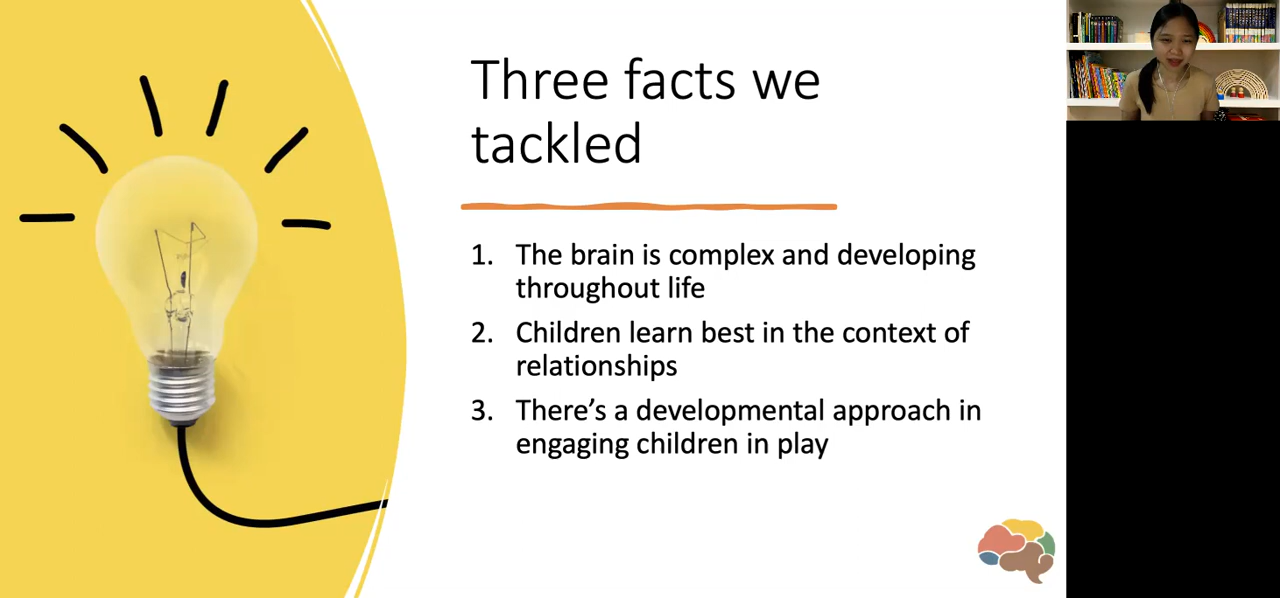 Three facts we
tackled
1. The brain is complex and developing
throughout life
2. Children learn best in the context of
relationships
3. There’s a developmental approach in
engaging children in play